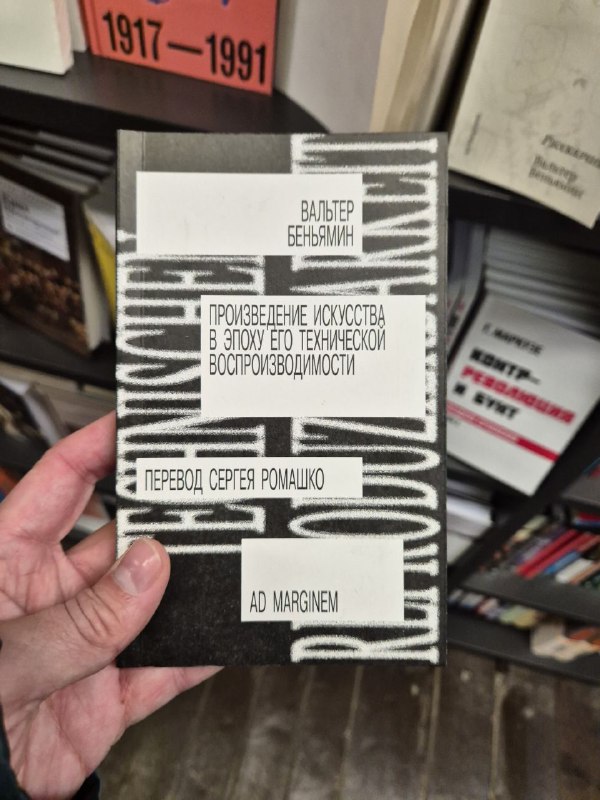 1917—1991
ВАЛЬТЕР
БЕНЬЯМИН
ПРОИЗВЕДЕНИЕ ИСКУССТВА
В ЭПОХУ ЕГО ТЕХНИЧЕСКОЙ
ВОСПРОИЗВОДИМОСТИ
ПЕРЕВОД СЕРГЕЯ РОМАШКО
AD MARGINEM
Вальтер
Беньямин
Г. МАРКУЗЕ
КОНТР–
РЕВОЛЮЦИЯ
И БУНТ